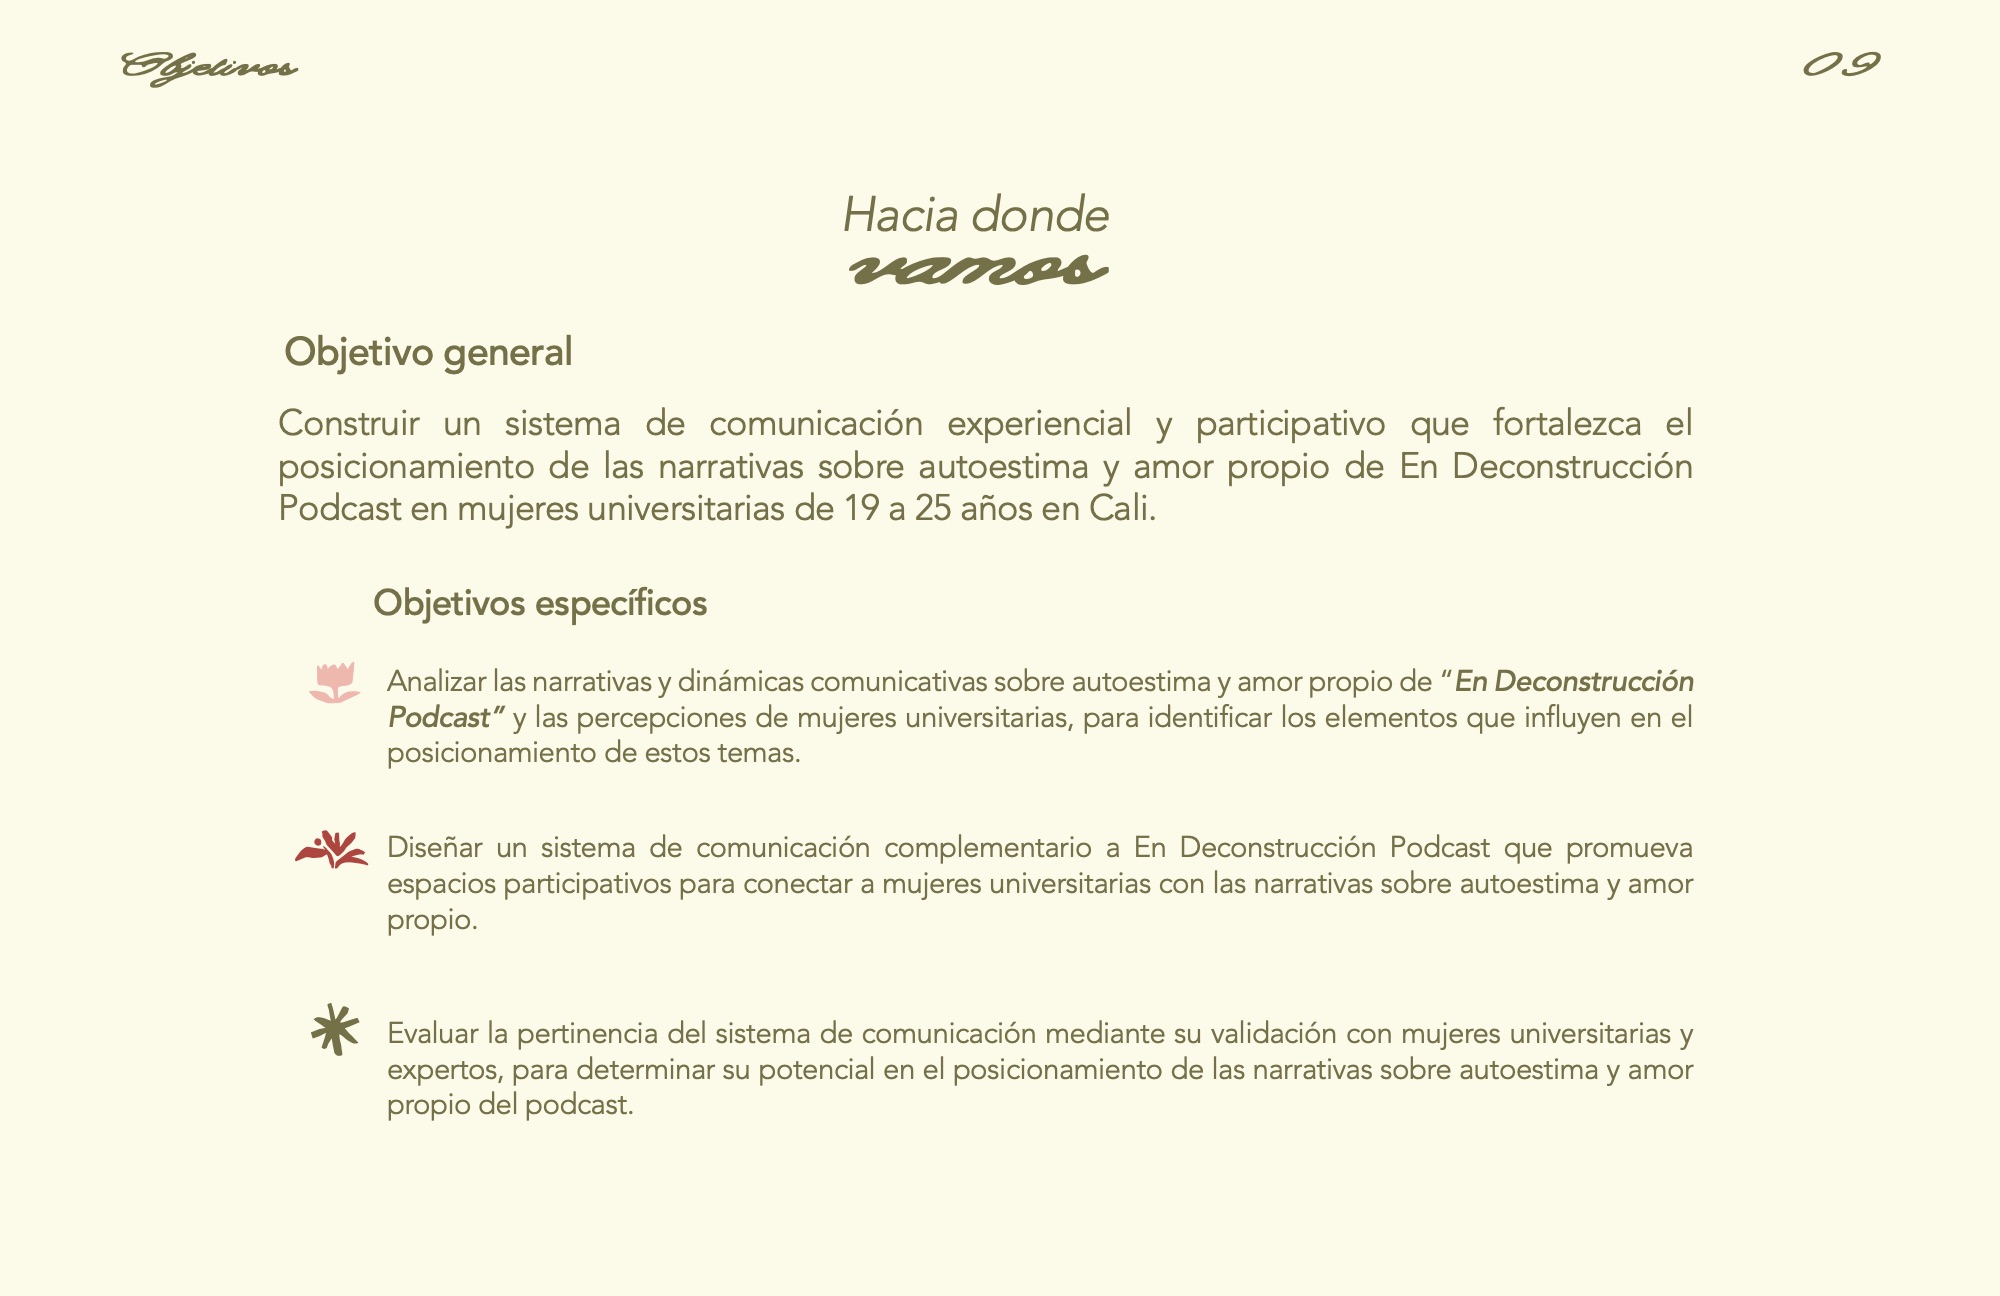 Objetivos
09
Hacia donde
vamos
Objetivo general
Construir un sistema de comunicación experiencial y participativo que fortalezca el
posicionamiento de las narrativas sobre autoestima y amor propio de En Deconstrucción
Podcast en mujeres universitarias de 19 a 25 años en Cali.
Objetivos específicos
Analizar las narrativas y dinámicas comunicativas sobre autoestima y amor propio de “En Deconstrucción
Podcast” y las percepciones de mujeres universitarias, para identificar los elementos que influyen en el
posicionamiento de estos temas.
Diseñar un sistema de comunicación complementario a En Deconstrucción Podcast que promueva
espacios participativos para conectar a mujeres universitarias con las narrativas sobre autoestima y amor
propio.
Evaluar la pertinencia del sistema de comunicación mediante su validación con mujeres universitarias y
expertos, para determinar su potencial en el posicionamiento de las narrativas sobre autoestima y amor
propio del podcast.